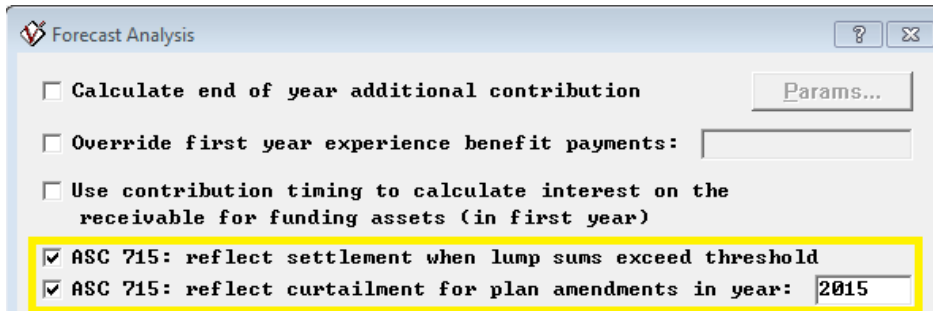 Forecast Analysis
Calculate end of year additional contribution Params...
Override first year experience benefit payments:
Use contribution timing to calculate interest on the
receivable for funding assets (in first year)
ASC 715: reflect settlement when lump sums exceed threshold
ASC 715: reflect curtailment for plan amendments in year: 2015